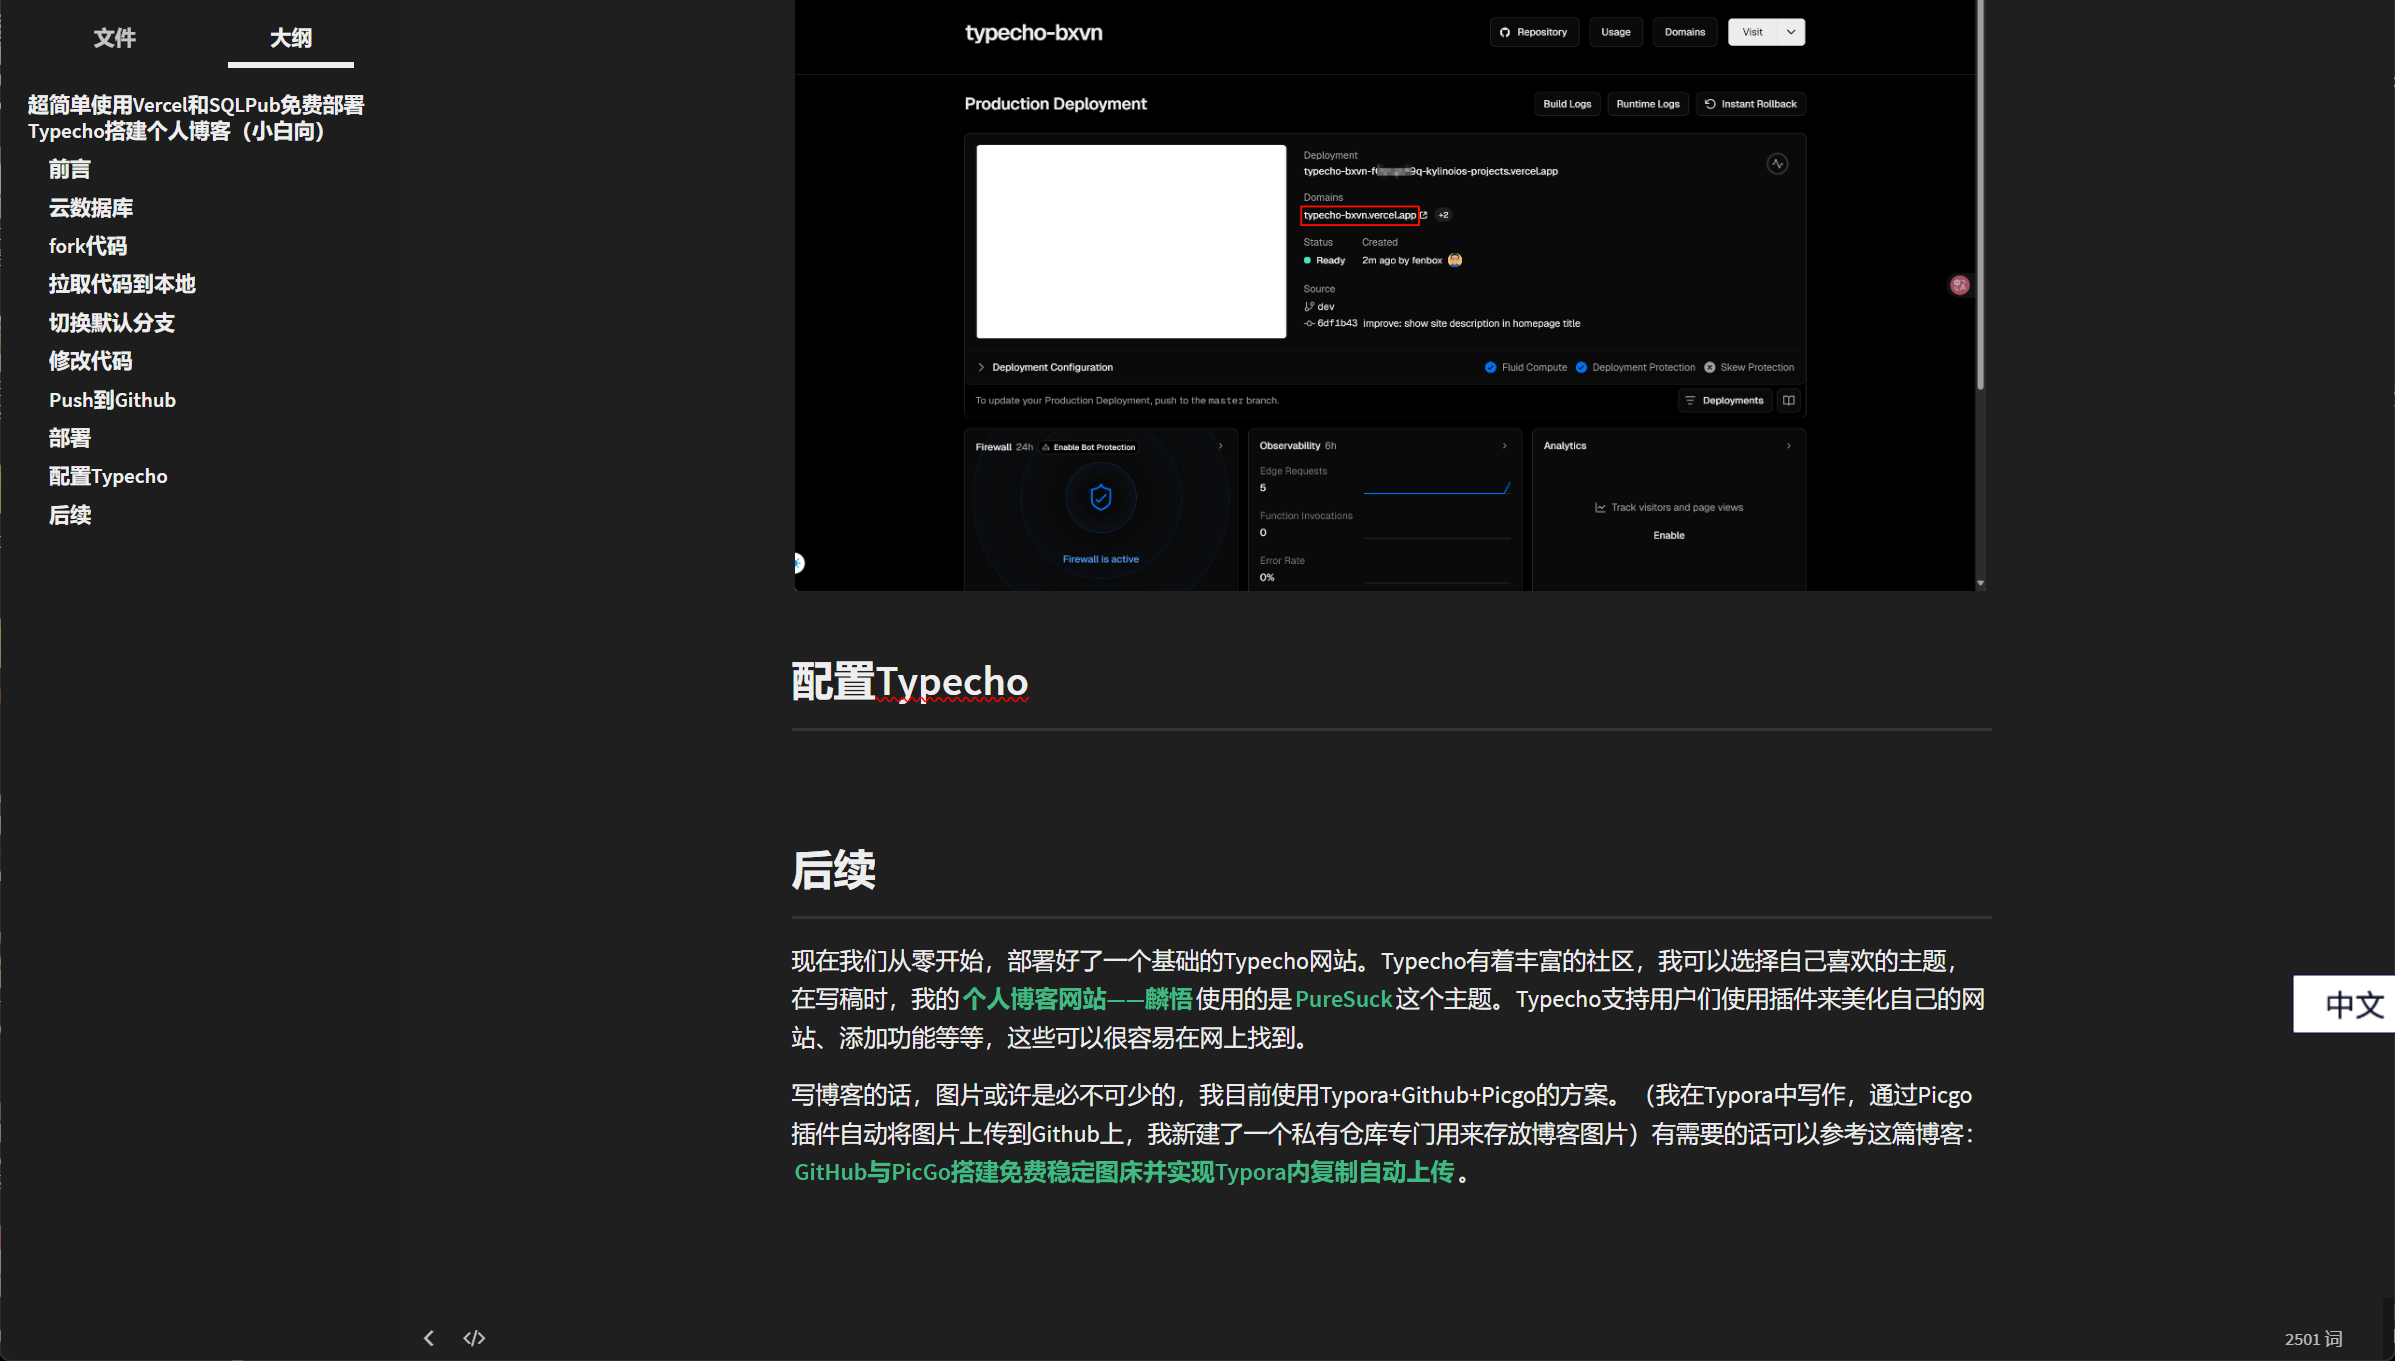 文件
大纲
超简单使用Vercel和SQLPub免费部署
Typecho搭建个人博客（小白向）
前言
云数据库
fork代码
拉取代码到本地
切换默认分支
修改代码
Push到Github
部署
配置Typecho
后续
typecho-bxvn
Repository
Usage
Domains
Visit
Production Deployment
Build Logs
Runtime Logs
Instant Rollback
Deployment
typecho-bxvn-f 9q-kylinoios-projects.vercel.app
Domains
typecho-bxvn.vercel.app +2
Status Created
Ready 2m ago by fenbox
Source
dev
6df1b43 improve: show site description in homepage title
Deployment Configuration
Fluid Compute
Deployment Protection
Skew Protection
To update your Production Deployment, push to the master branch.
Deployments
Firewall 24h Enable Bot Protection
Firewall is active
Observability 6h
Edge Requests
5
Function Invocations
0
Error Rate
0%
Analytics
Track visitors and page views
Enable
配置Typecho
后续
现在我们从零开始，部署好了一个基础的Typecho网站。Typecho有着丰富的社区，我可以选择自己喜欢的主题，
在写稿时，我的个人博客网站——麟悟使用的是PureSuck这个主题。Typecho支持用户们使用插件来美化自己的网
站、添加功能等等，这些可以很容易在网上找到。
写博客的话，图片或许是必不可少的，我目前使用Typora+Github+Picgo的方案。（我在Typora中写作，通过Picgo
插件自动将图片上传到Github上，我新建了一个私有仓库专门用来存放博客图片）有需要的话可以参考这篇博客：
GitHub与PicGo搭建免费稳定图床并实现Typora内复制自动上传。
中文
2501 词